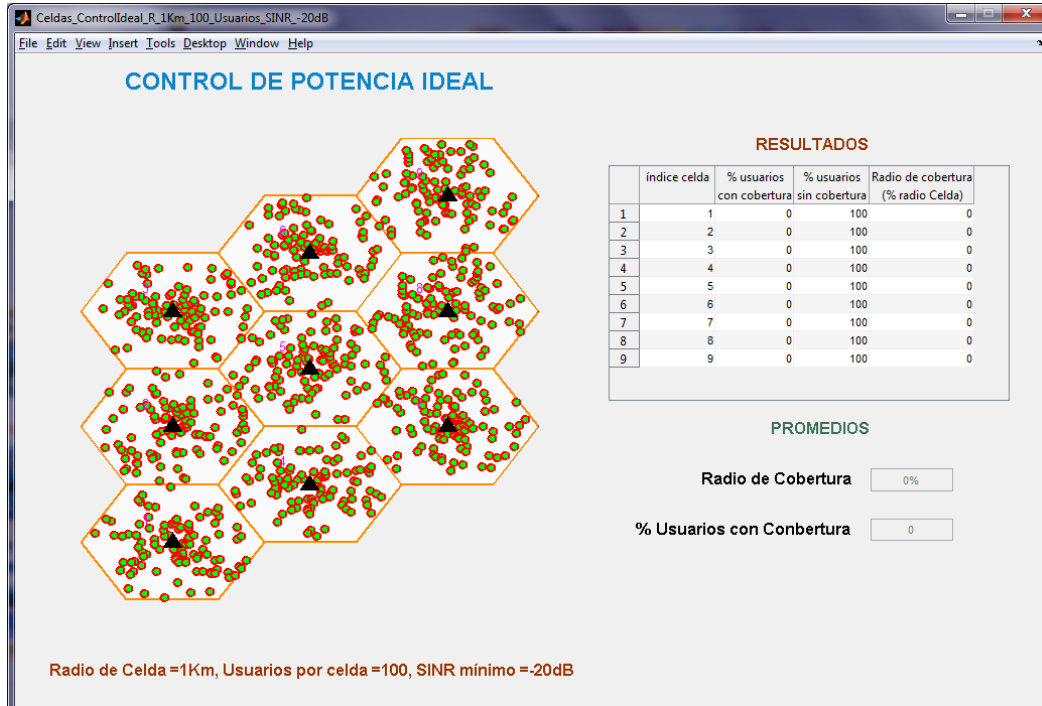 Celdas_ControlIdeal_R_1Km_100_Usuarios_SINR_-20dB
File Edit View Insert Tools Desktop Window Help
CONTROL DE POTENCIA IDEAL
RESULTADOS
índice celda % usuarios con cobertura % usuarios sin cobertura Radio de cobertura (% radio Celda)
1 1 0 100 0
2 2 0 100 0
3 3 0 100 0
4 4 0 100 0
5 5 0 100 0
6 6 0 100 0
7 7 0 100 0
8 8 0 100 0
9 9 0 100 0
PROMEDIOS
Radio de Cobertura 0%
% Usuarios con Conbertura 0
Radio de Celda =1Km, Usuarios por celda =100, SINR mínimo =-20dB